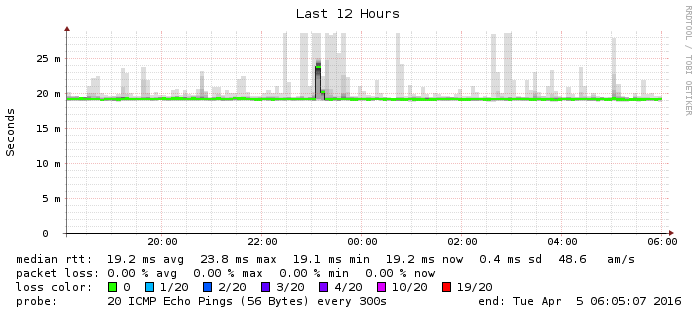 Last 12 Hours
RRDTOOL / TOBI OETIKER
Seconds
25 m
20 m
15 m
10 m
5 m
0
20:00 22:00 00:00 02:00 04:00 06:00
median rtt: 19.2 ms avg 23.8 ms max 19.1 ms min 19.2 ms now 0.4 ms sd 48.6 am/s
packet loss: 0.00 % avg 0.00 % max 0.00 % min 0.00 % now
loss color: 0 1/20 2/20 3/20 4/20 10/20 19/20
probe: 20 ICMP Echo Pings (56 Bytes) every 300s end: Tue Apr 5 06:05:07 2016